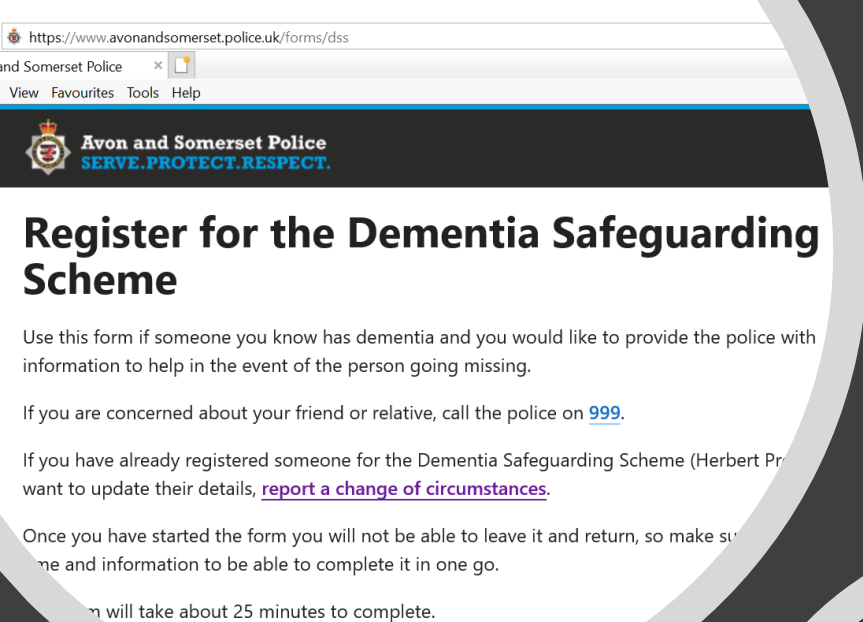 https://www.avonandsomerset.police.uk/forms/dss
and Somerset Police
View Favourites Tools Help
Avon and Somerset Police
SERVE.PROTECT.RESPECT.
Register for the Dementia Safeguarding
Scheme
Use this form if someone you know has dementia and you would like to provide the police with
information to help in the event of the person going missing.
If you are concerned about your friend or relative, call the police on 999.
If you have already registered someone for the Dementia Safeguarding Scheme (Herbert
want to update their details, report a change of circumstances.
Once you have started the form you will not be able to leave it and return, so make
and information to be able to complete it in one go.
will take about 25 minutes to complete.